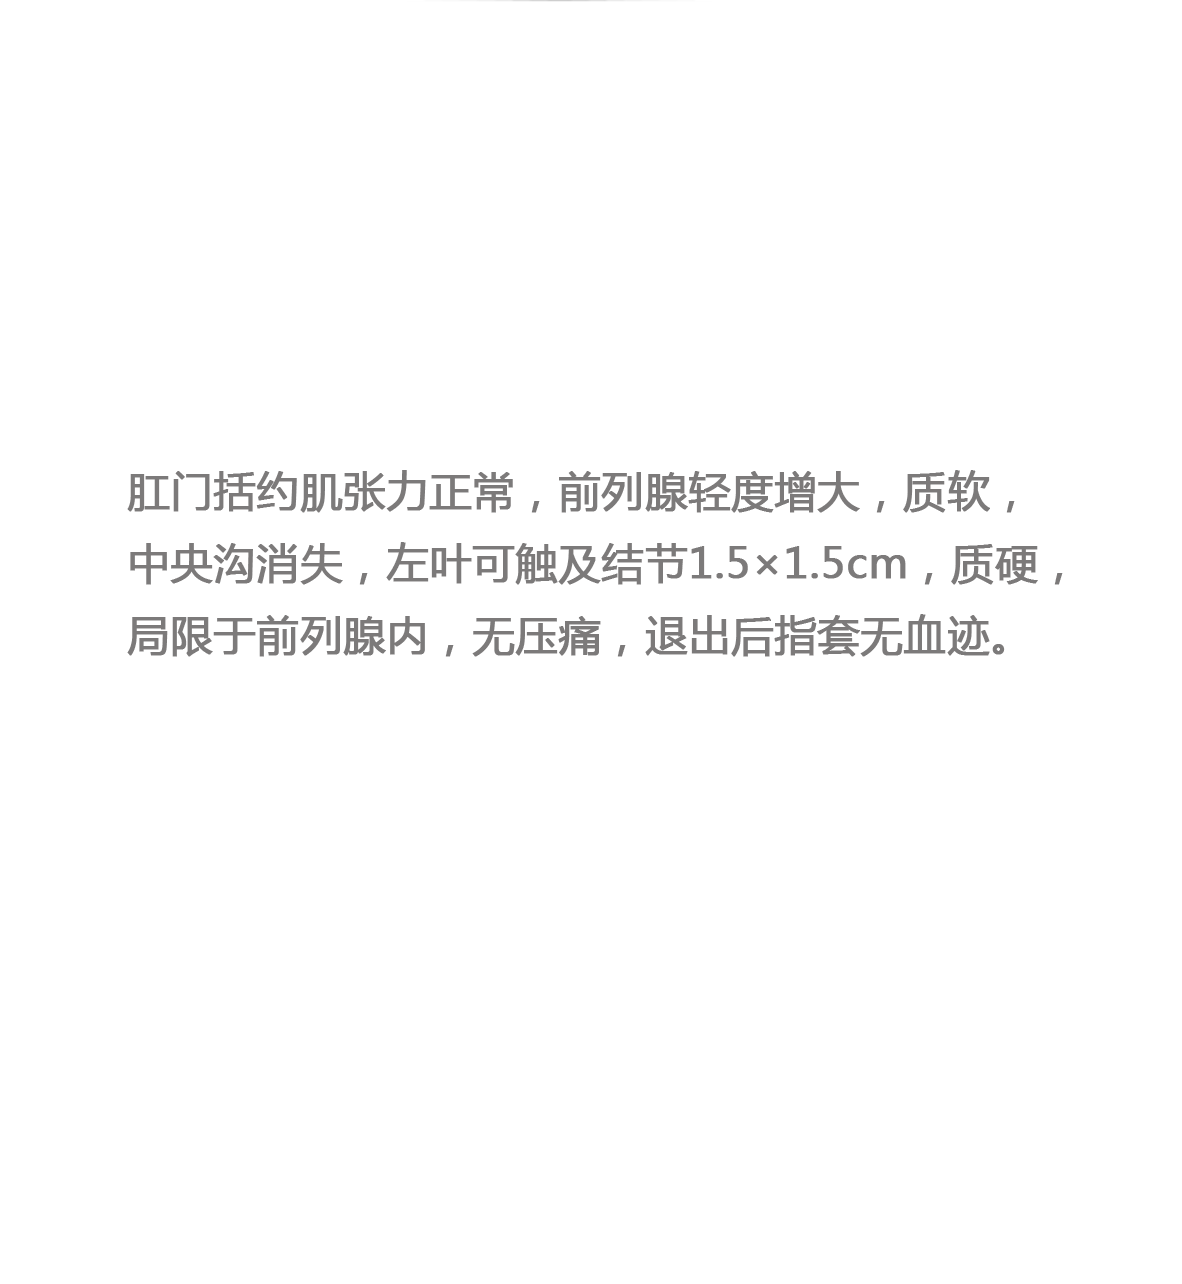 肛门括约肌张力正常，前列腺轻度增大，质软，
中央沟消失，左叶可触及结节1.5×1.5cm，质硬，
局限于前列腺内，无压痛，退出后指套无血迹。